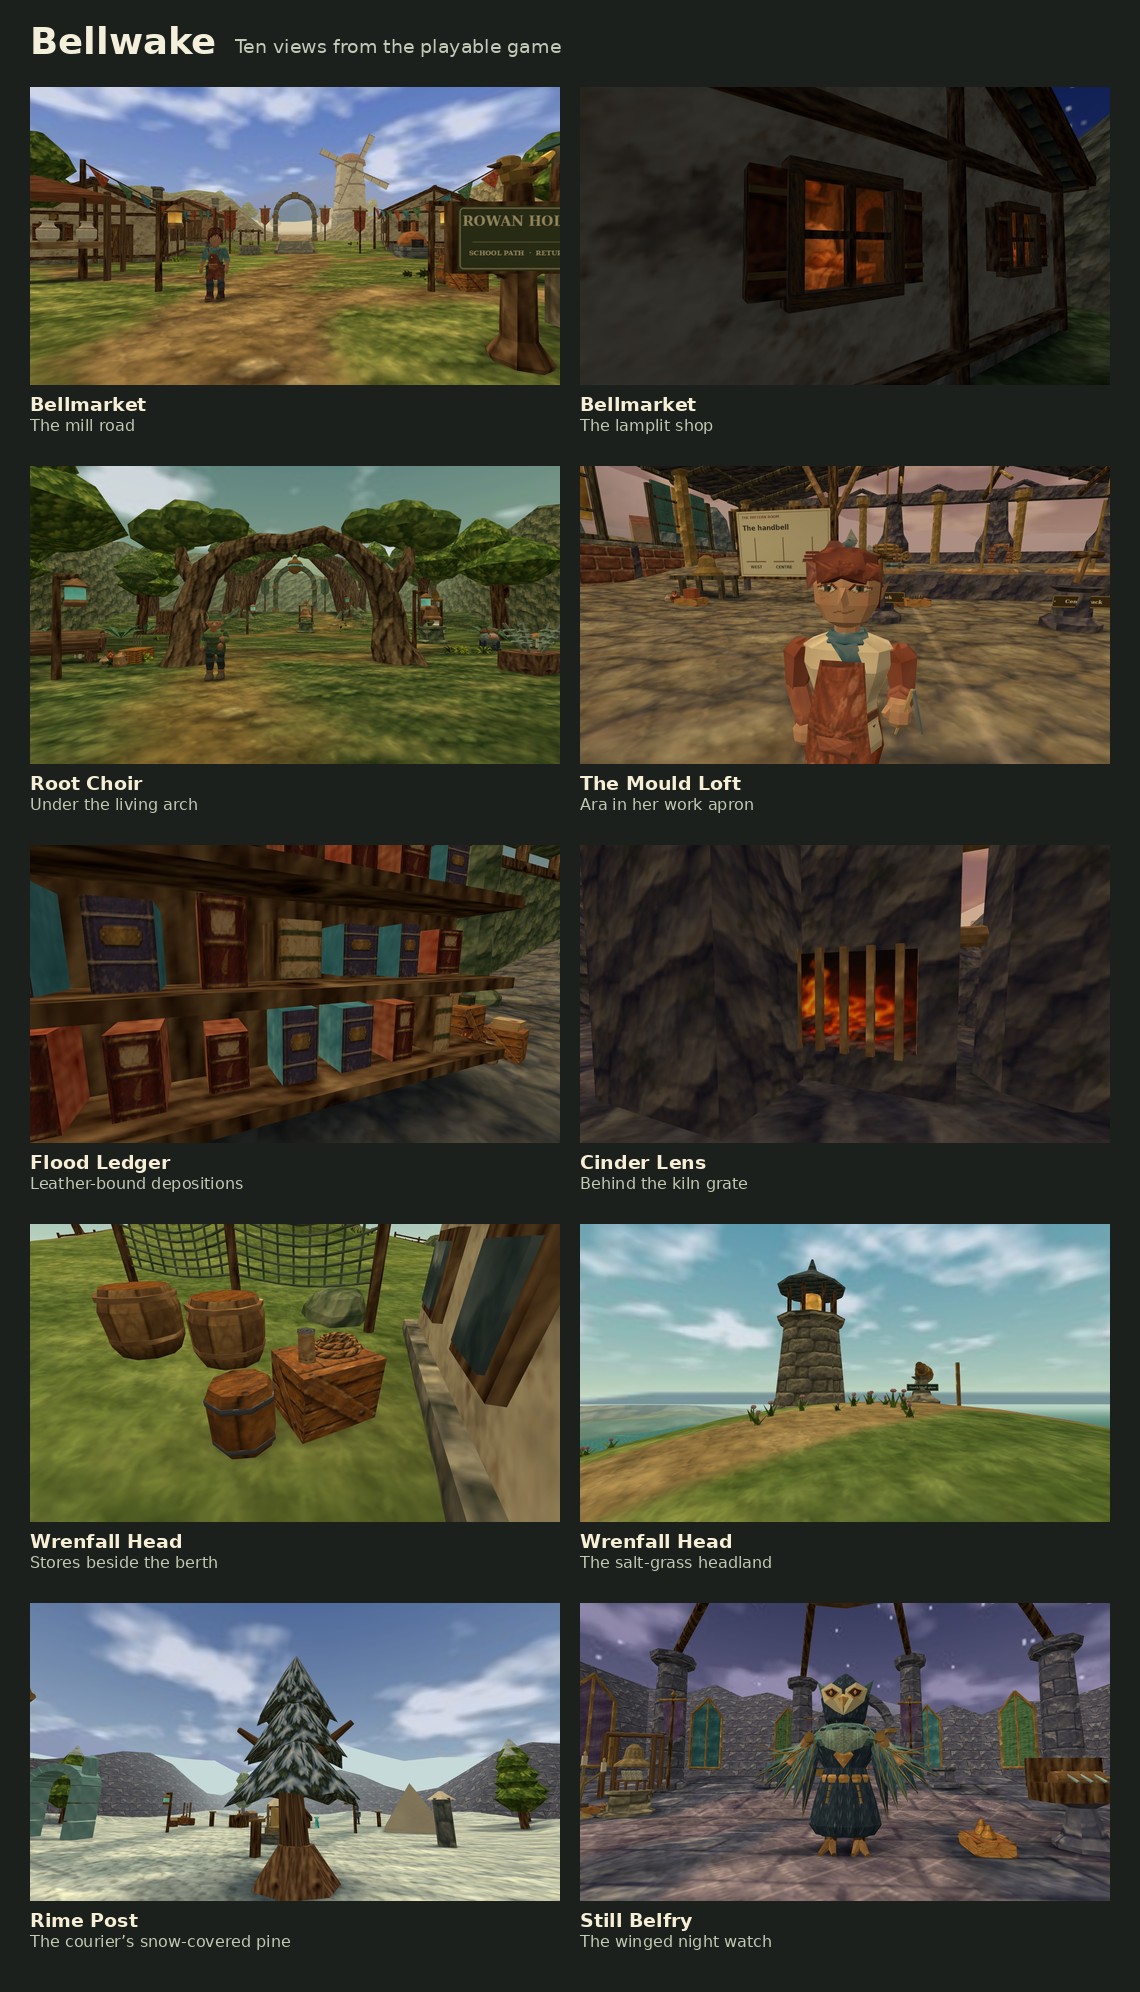 Bellwake Ten views from the playable game
ROWAN HOL
SCHOOL PATH · RETU
Bellmarket
The mill road
Bellmarket
The lamplit shop
The handbell
WEST CENTRE
Root Choir
Under the living arch
The Mould Loft
Ara in her work apron
Flood Ledger
Leather-bound depositions
Cinder Lens
Behind the kiln grate
Wrenfall Head
Stores beside the berth
Wrenfall Head
The salt-grass headland
Rime Post
The courier’s snow-covered pine
Still Belfry
The winged night watch